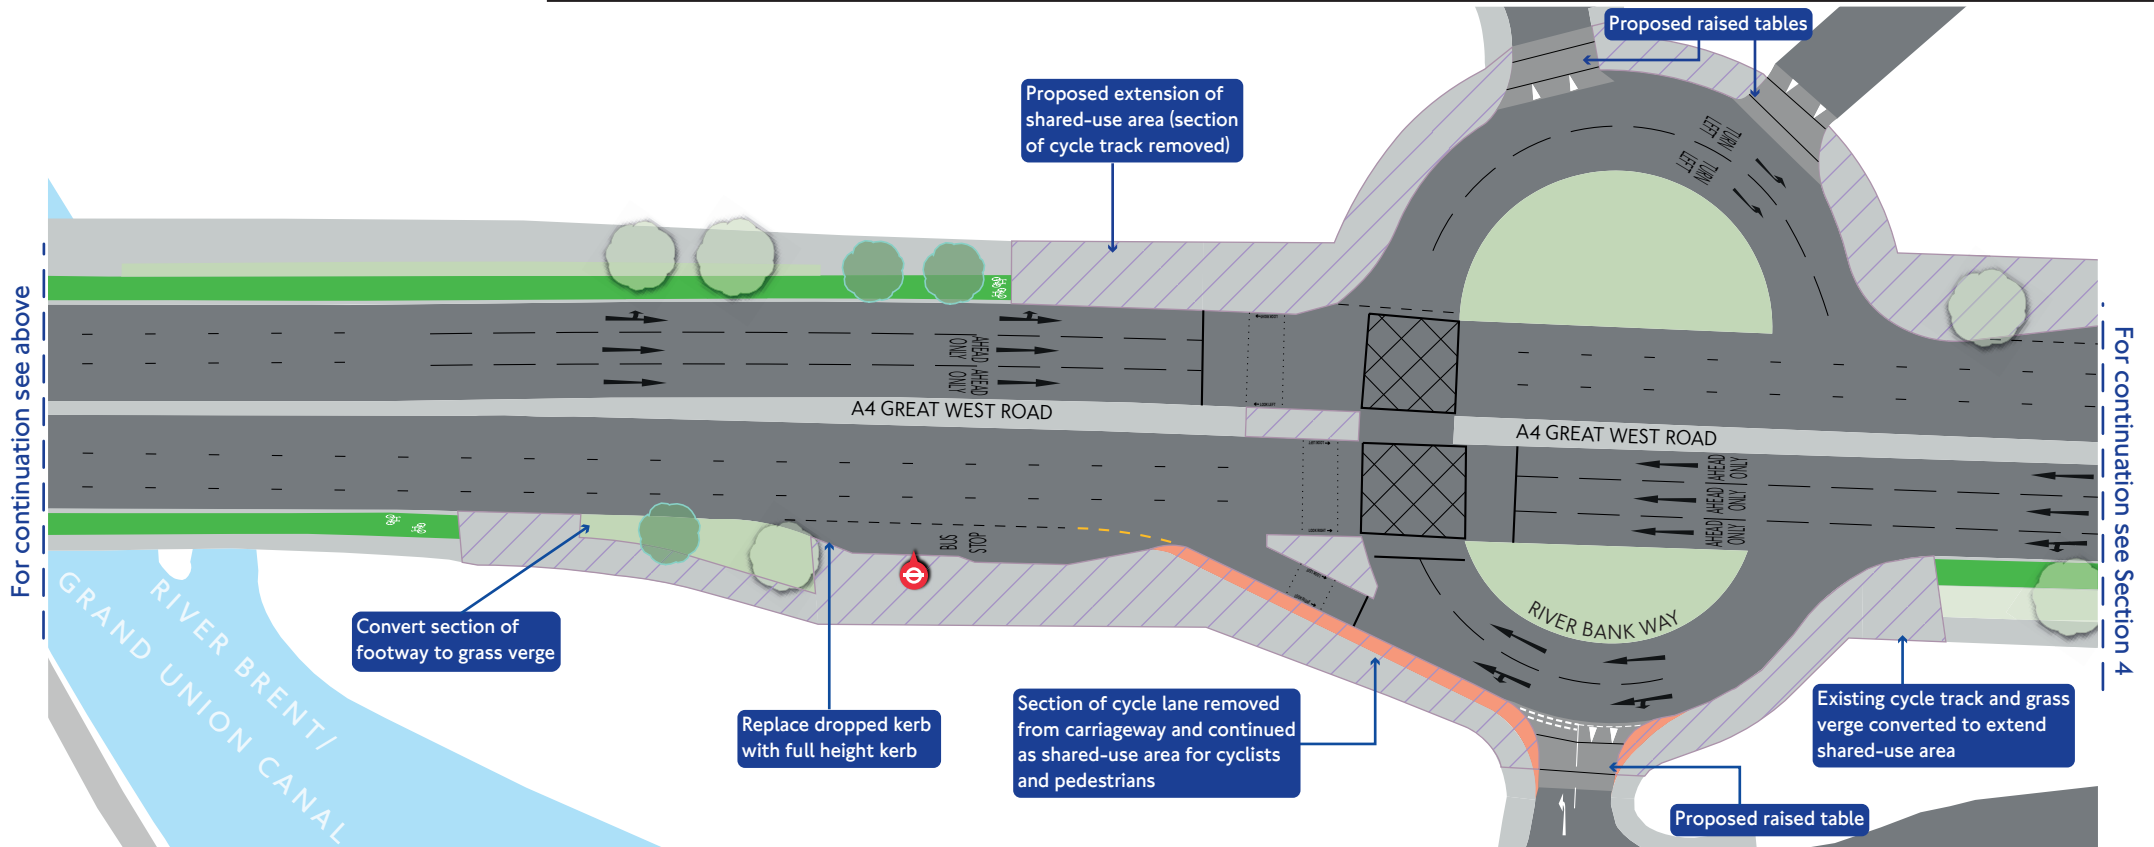 Proposed raised tables
Proposed extension of
shared-use area (section
of cycle track removed)
TURN
LEFT
TURN
LEFT
For continuation see above
AHEAD
ONLY
AHEAD
ONLY
A4 GREAT WEST ROAD
A4 GREAT WEST ROAD
AHEAD
ONLY
AHEAD
ONLY
AHEAD
ONLY
For continuation see Section 4
BUS
STOP
RIVER BRENT/
GRAND UNION CANAL
Convert section of
footway to grass verge
Replace dropped kerb
with full height kerb
Section of cycle lane removed
from carriageway and continued
as shared-use area for cyclists
and pedestrians
RIVER BANK WAY
Existing cycle track and grass
verge converted to extend
shared-use area
Proposed raised table